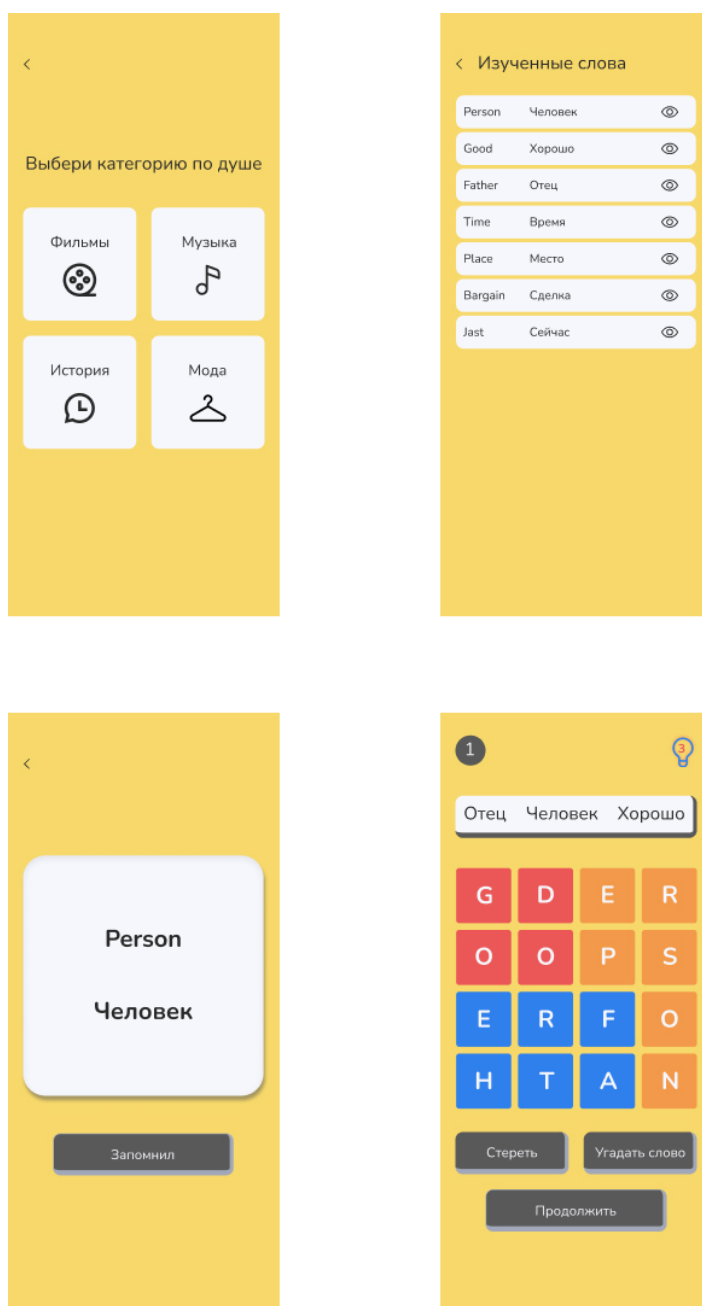 Выбери категорию по душе
Фильмы Музыка
История Мода
Изученные слова
Person Человек
Good Хорошо
Father Отец
Time Время
Place Место
Bargain Сделка
Jast Сейчас
Person
Человек
Запомнил
1 3
Отец Человек Хорошо
G D E R
O O P S
E R F O
H T A N
Стереть Угадать слово
Продолжить